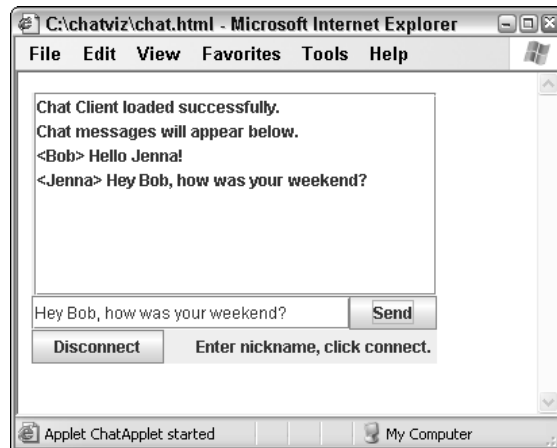 C:\chatviz\chat.html - Microsoft Internet Explorer
File Edit View Favorites Tools Help
Chat Client loaded successfully.
Chat messages will appear below.
<Bob> Hello Jenna!
<Jenna> Hey Bob, how was your weekend?
Hey Bob, how was your weekend? Send
Disconnect Enter nickname, click connect.
Applet ChatApplet started My Computer